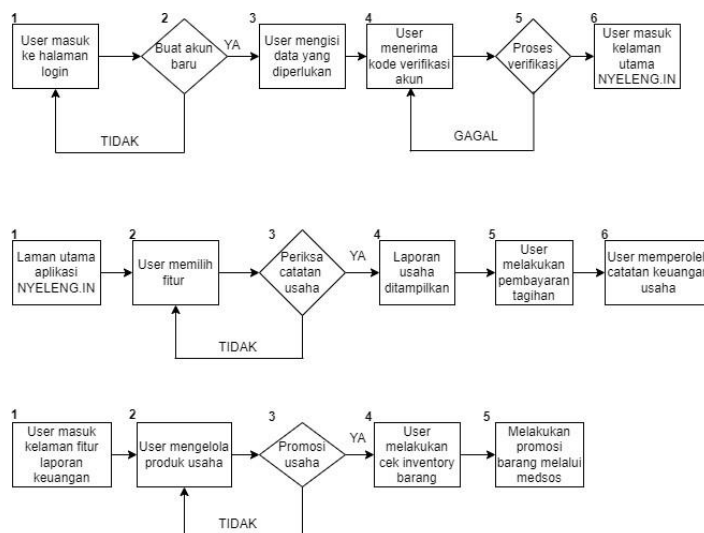 1
User masuk
ke halaman
login
2
Buat akun
baru
YA
3
User mengisi
data yang
diperlukan
4
User
menerima
kode verifikasi
akun
5
Proses
verifikasi
6
User masuk
kelaman
utama
NYELENG.IN
TIDAK
GAGAL
1
Laman utama
aplikasi
NYELENG.IN
2
User memilih
fitur
3
Periksa
catatan
usaha
YA
4
Laporan
usaha
ditampilkan
5
User
melakukan
pembayaran
tagihan
6
User memperoleh
catatan keuangan
usaha
TIDAK
1
User masuk
kelaman fitur
laporan
keuangan
2
User mengelola
produk usaha
3
Promosi
usaha
YA
4
User
melakukan
cek inventory
barang
5
Melakukan
promosi
barang melalui
medsos
TIDAK